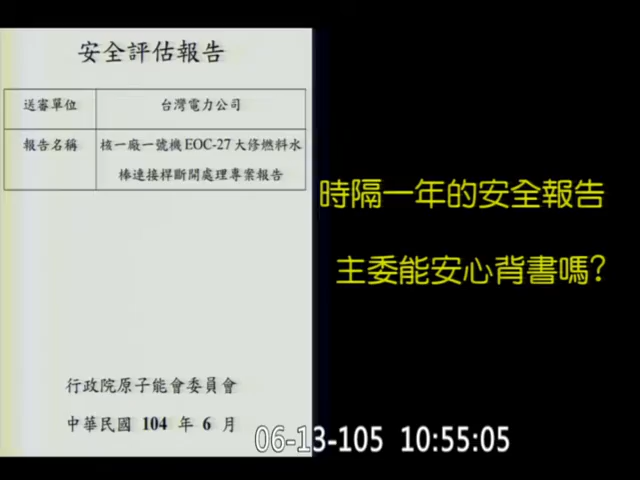 安全評估報告
送審單位 台灣電力公司
報告名稱 核一廠一號機EOC-27大修燃料水
棒連接桿斷開處理專案報告
時隔一年的安全報告
主委能安心背書嗎?
行政院原子能會委員會
中華民國 104 年 6 月
06-13-105 10:55:05